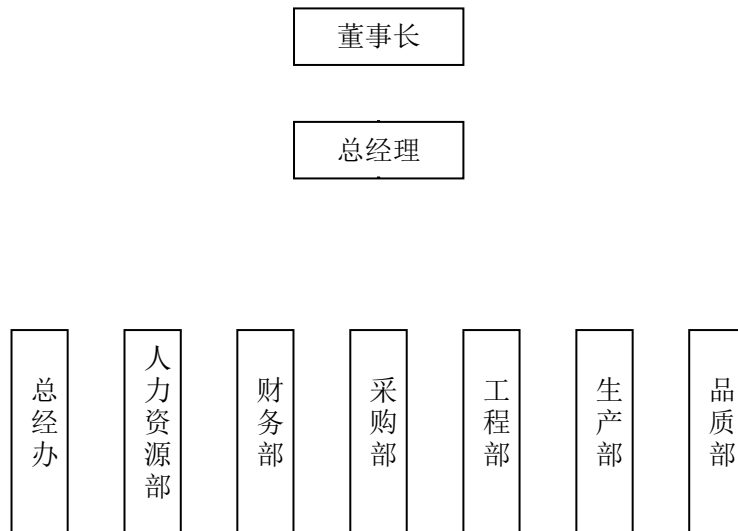 董事长
总经理
总经办
人力资源部
财务部
采购部
工程部
生产部
品质部